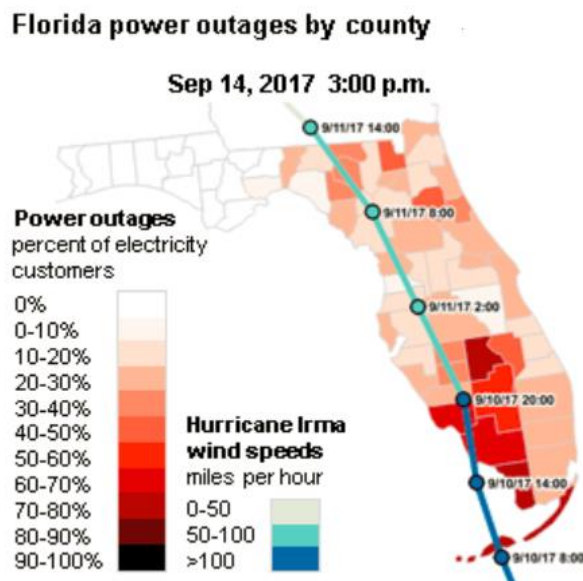 Florida power outages by county
Sep 14, 2017 3:00 p.m.
9/11/17 14:00
9/11/17 8:00
9/11/17 2:00
9/10/17 20:00
9/10/17 14:00
9/10/17 8:00
Power outages
percent of electricity
customers
0%
0-10%
10-20%
20-30%
30-40%
40-50%
50-60%
60-70%
70-80%
80-90%
90-100%
Hurricane Irma
wind speeds
miles per hour
0-50
50-100
>100